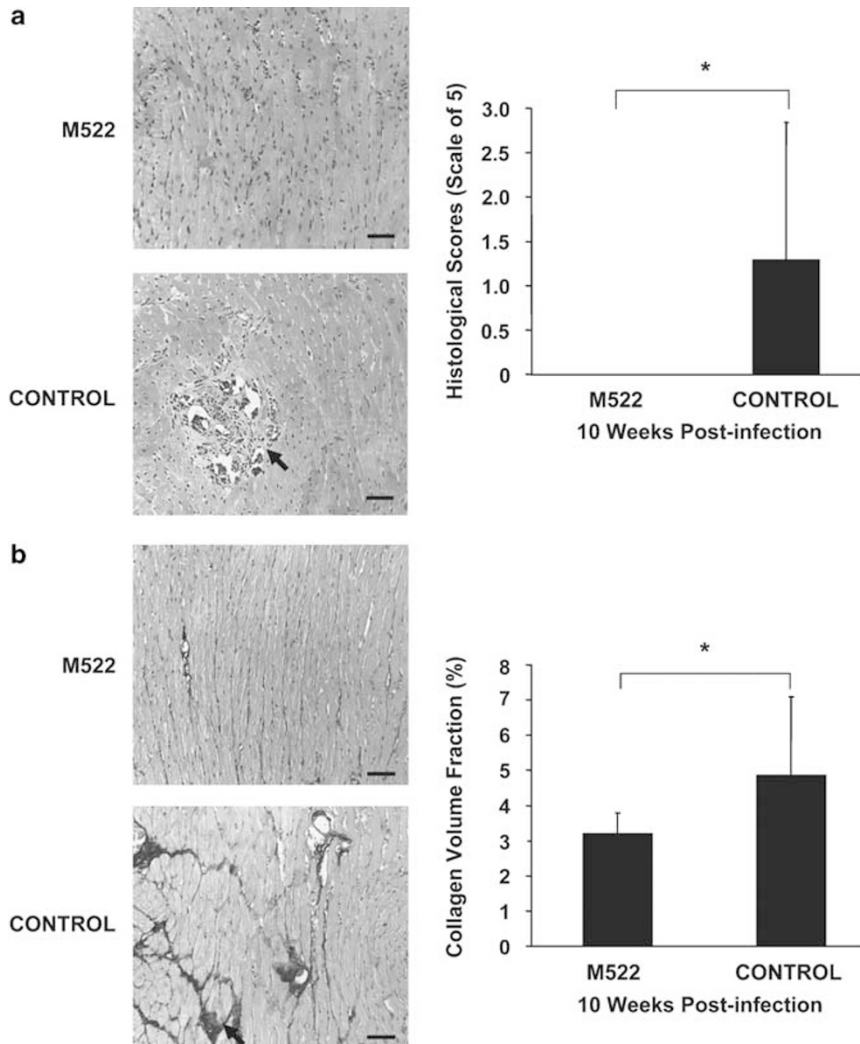 a
M522
CONTROL
Histological Scores (Scale of 5)
3.0
2.5
2.0
1.5
1.0
0.5
0
*
M522 CONTROL
10 Weeks Post-infection
b
M522
CONTROL
Collagen Volume Fraction (%)
8
7
6
5
4
3
2
1
0
*
M522 CONTROL
10 Weeks Post-infection